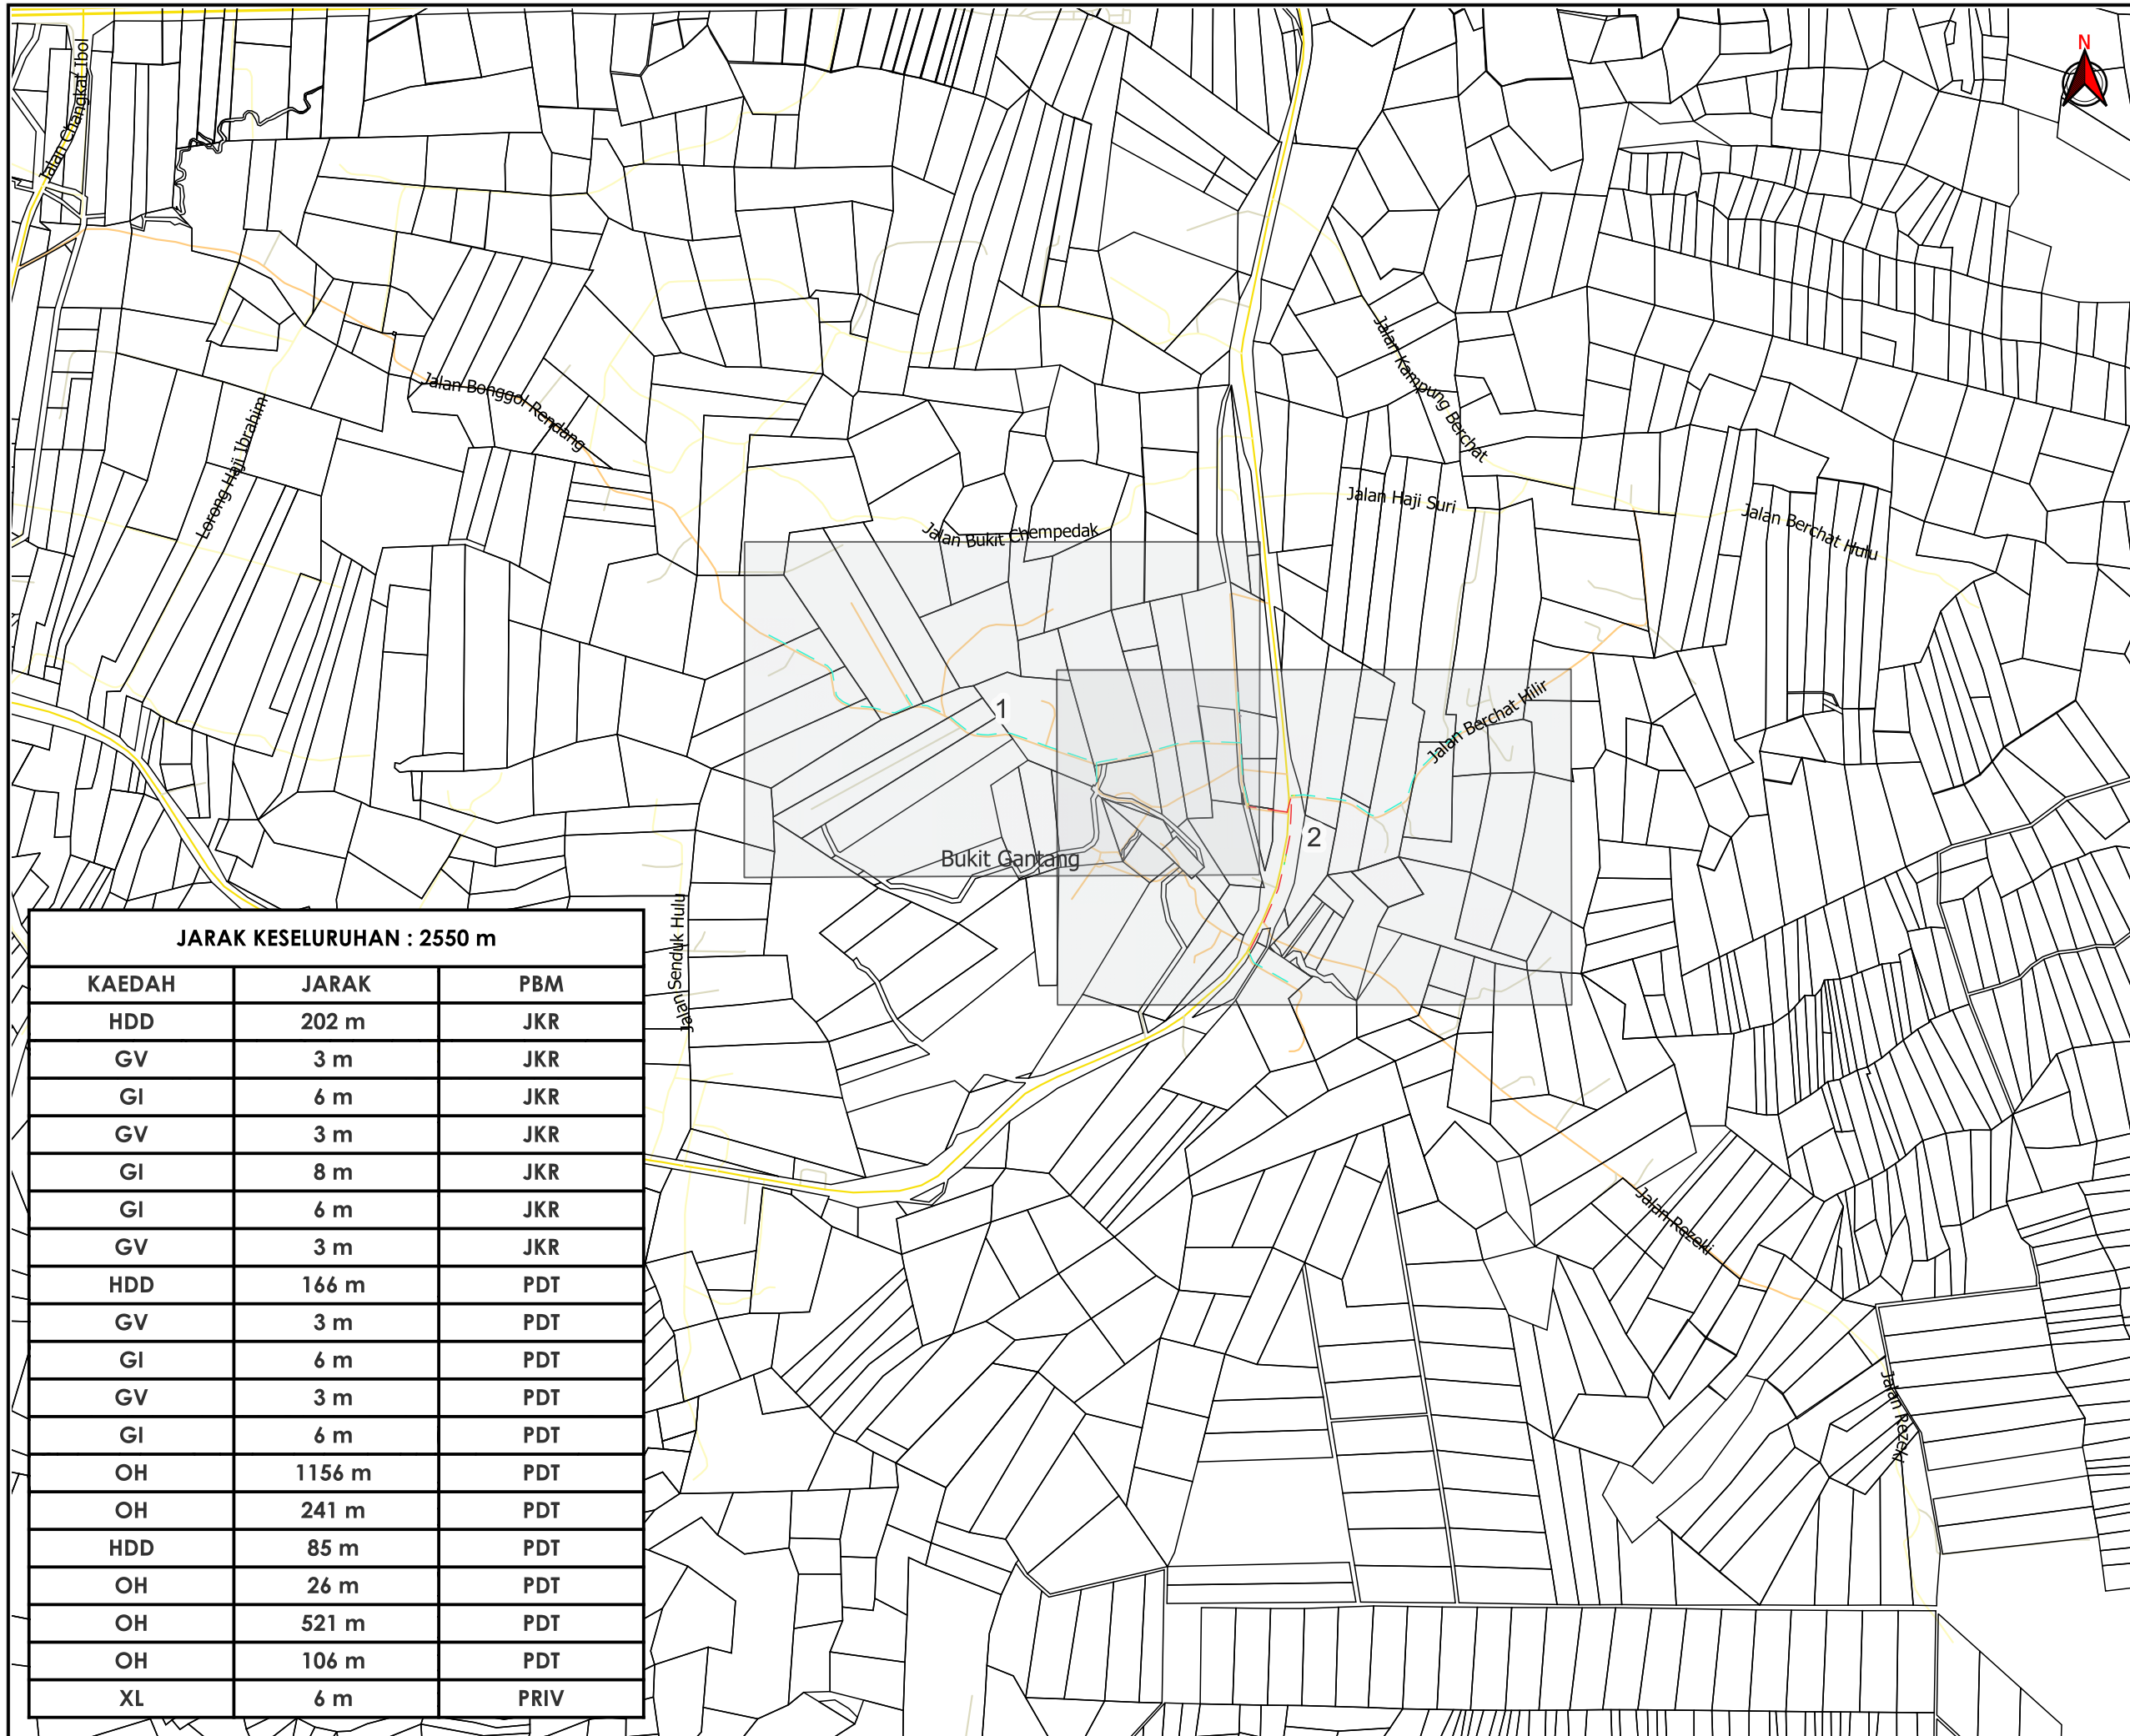 N
Jalan Changkat Ibol
Jalan Bonggol Rendang
Lorong Haji Ibrahim
Jalan Kampung Berchat
Jalan Haji Suri
Jalan Berchat Hulu
Jalan Bukit Chempedak
1
Jalan Berchat Hilir
2
Bukit Gantang
Jalan Senduk Hulu
Jalan Rezeki
Jalan Rezeki
JARAK KESELURUHAN : 2550 m
KAEDAH JARAK PBM
HDD 202 m JKR
GV 3 m JKR
GI 6 m JKR
GV 3 m JKR
GI 8 m JKR
GI 6 m JKR
GV 3 m JKR
HDD 166 m PDT
GV 3 m PDT
GI 6 m PDT
GV 3 m PDT
GI 6 m PDT
OH 1156 m PDT
OH 241 m PDT
HDD 85 m PDT
OH 26 m PDT
OH 521 m PDT
OH 106 m PDT
XL 6 m PRIV